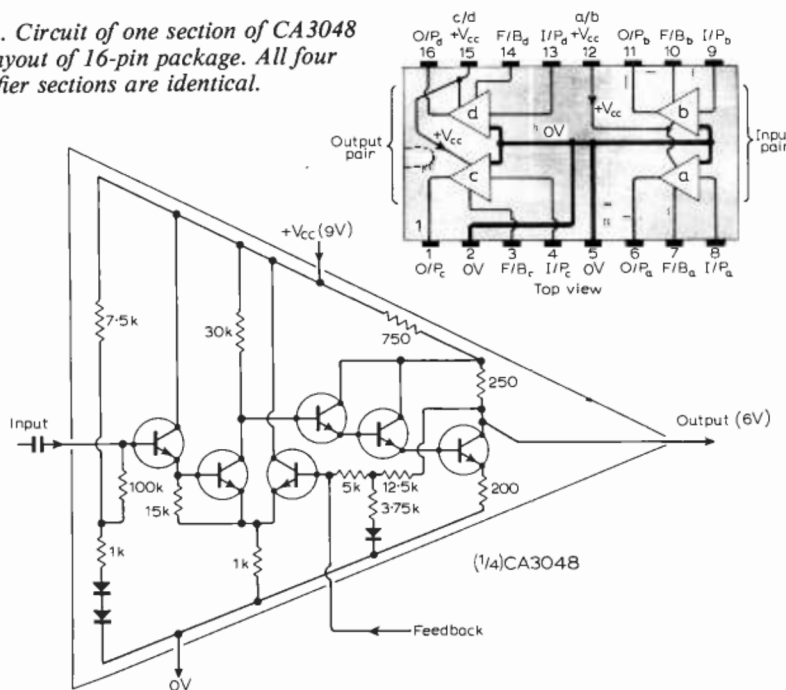 . Circuit of one section of CA3048
ayout of 16-pin package. All four
fier sections are identical.
c/d
a/b
O/Pd +Vcc F/Bd I/Pd +Vcc O/Pb F/Bb I/Pb
16 15 14 13 12 11 10 9
d
b
+Vcc
0V
+Vcc
Output
pair
Input
pair
c
a
1
1 2 3 4 5 6 7 8
O/Pc 0V F/Bc I/Pc 0V O/Pa F/Ba I/Pa
Top view
+Vcc (9V)
7·5k
30k
750
250
Input
Output (6V)
100k
15k
5k
12·5k
3·75k
200
1k
1k
(1/4)CA3048
Feedback
0V